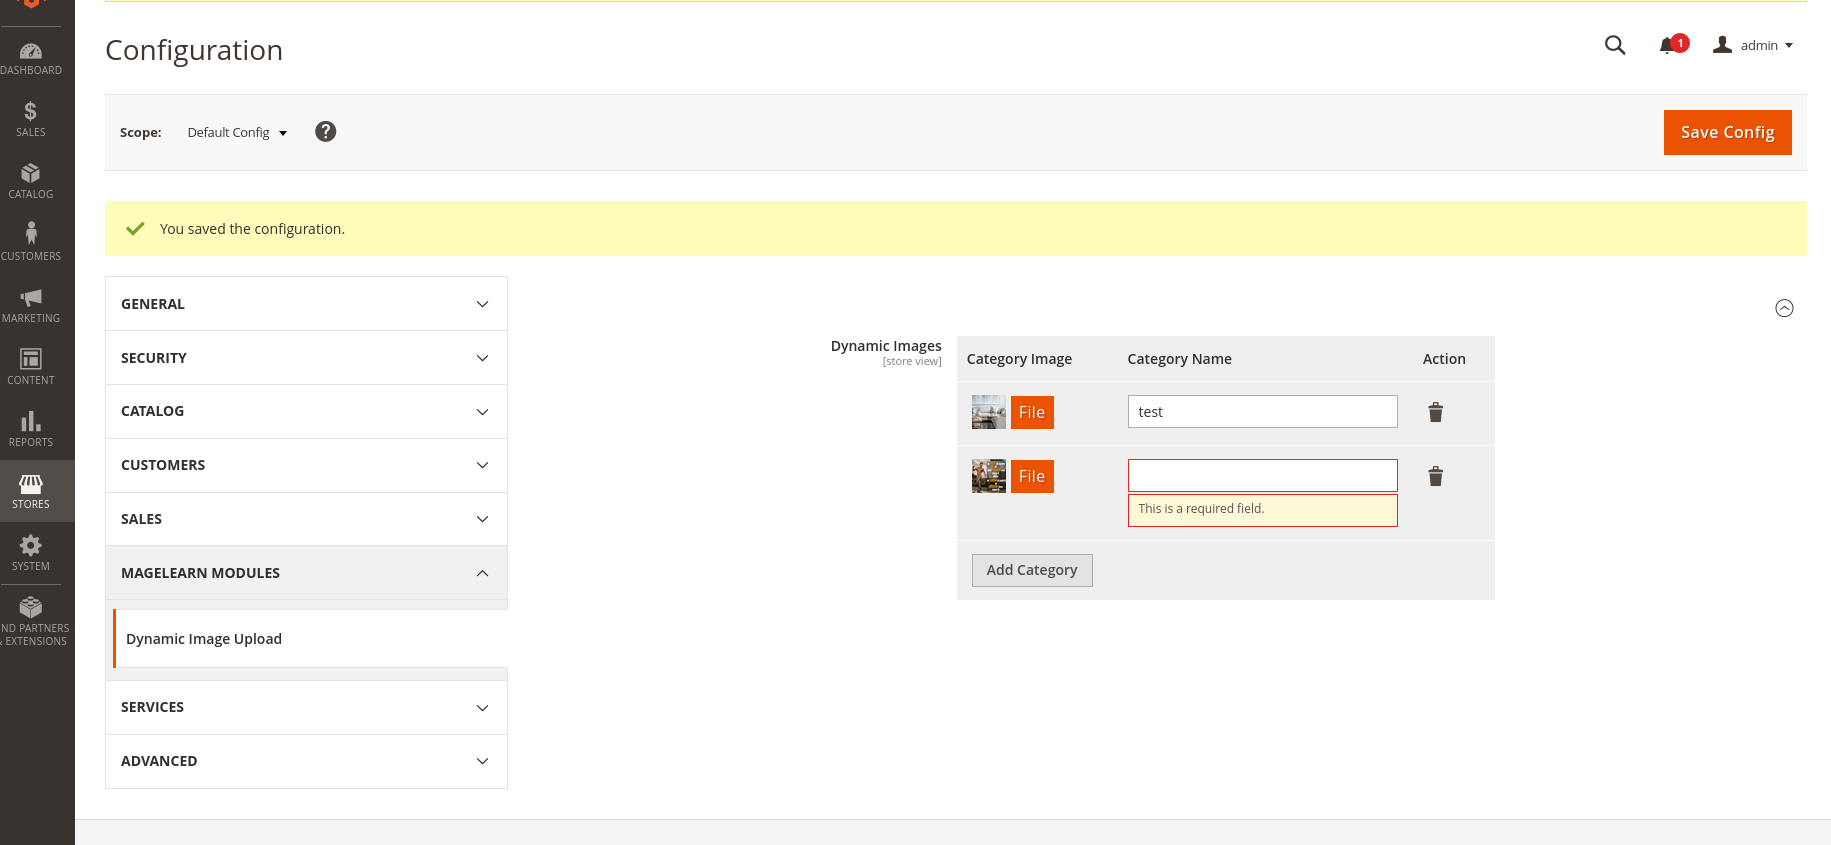 Configuration
1
admin
DASHBOARD
SALES
CATALOG
CUSTOMERS
MARKETING
CONTENT
REPORTS
STORES
SYSTEM
ND PARTNERS
& EXTENSIONS
Scope:
Default Config
?
Save Config
You saved the configuration.
GENERAL
SECURITY
CATALOG
CUSTOMERS
SALES
MAGELEARN MODULES
Dynamic Image Upload
SERVICES
ADVANCED
Dynamic Images
[store view]
Category Image
Category Name
Action
File
test
File
This is a required field.
Add Category